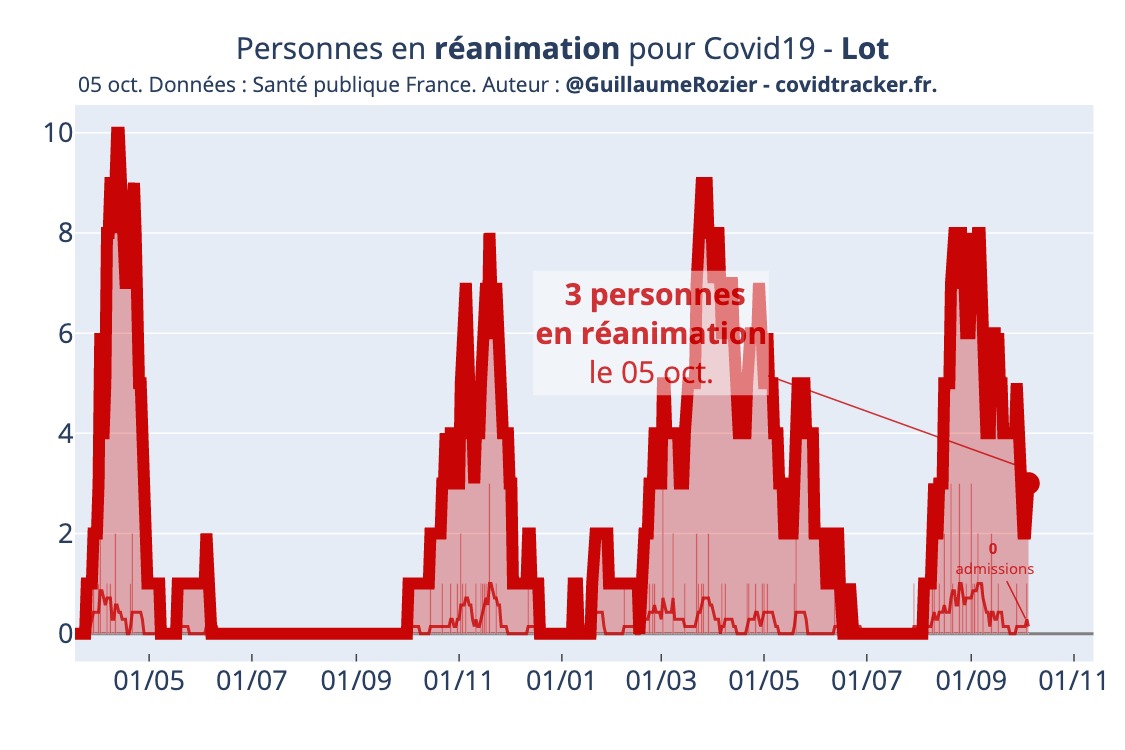 Personnes en réanimation pour Covid19 - Lot
05 oct. Données : Santé publique France. Auteur : @GuillaumeRozier - covidtracker.fr.
10
8
6
4
2
0
3 personnes
en réanimation
le 05 oct.
0
admissions
01/05 01/07 01/09 01/11 01/01 01/03 01/05 01/07 01/09 01/11